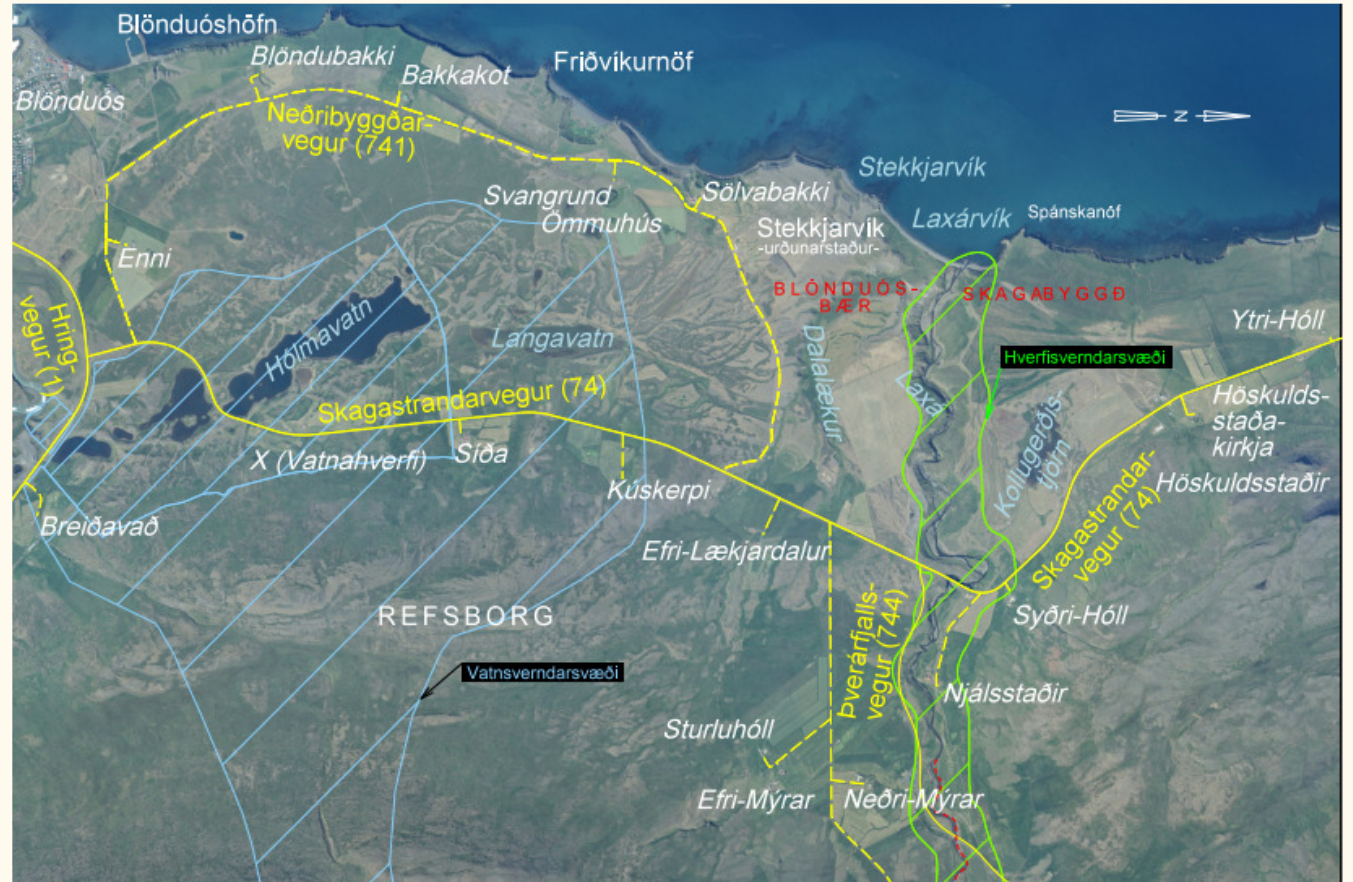 Blönduóshöfn
Blöndubakki
Bakkakot
Friðvíkurnöf
Blönduós
Neðribyggðar-
vegur (741)
N
Stekkjarvík
Svangrund
Ömmuhús
Sölvabakki
Laxárvík
Spánskanóf
Stekkjarvík
-urðunarstaður-
Enni
BLÖNDUÓS-
BÆR
SKAGABYGGÐ
Hring-
vegur (1)
Hólmavatn
Langavatn
Dalalækur
Ytri-Hóll
Hverfisverndarsvæði
Laxá
Skagastrandarvegur (74)
Höskulds-
staða-
kirkja
Kollugerðis
tjörn
X (Vatnahverfi)
Síða
Kúskerpi
Höskuldsstaðir
Skagastrandar-
vegur (74)
Breiðavað
Efri-Lækjardalur
REFSBORG
Þverárfjalls-
vegur (744)
Syðri-Hóll
Vatnsverndarsvæði
Njálsstaðir
Sturluhóll
Efri-Mýrar
Neðri-Mýrar